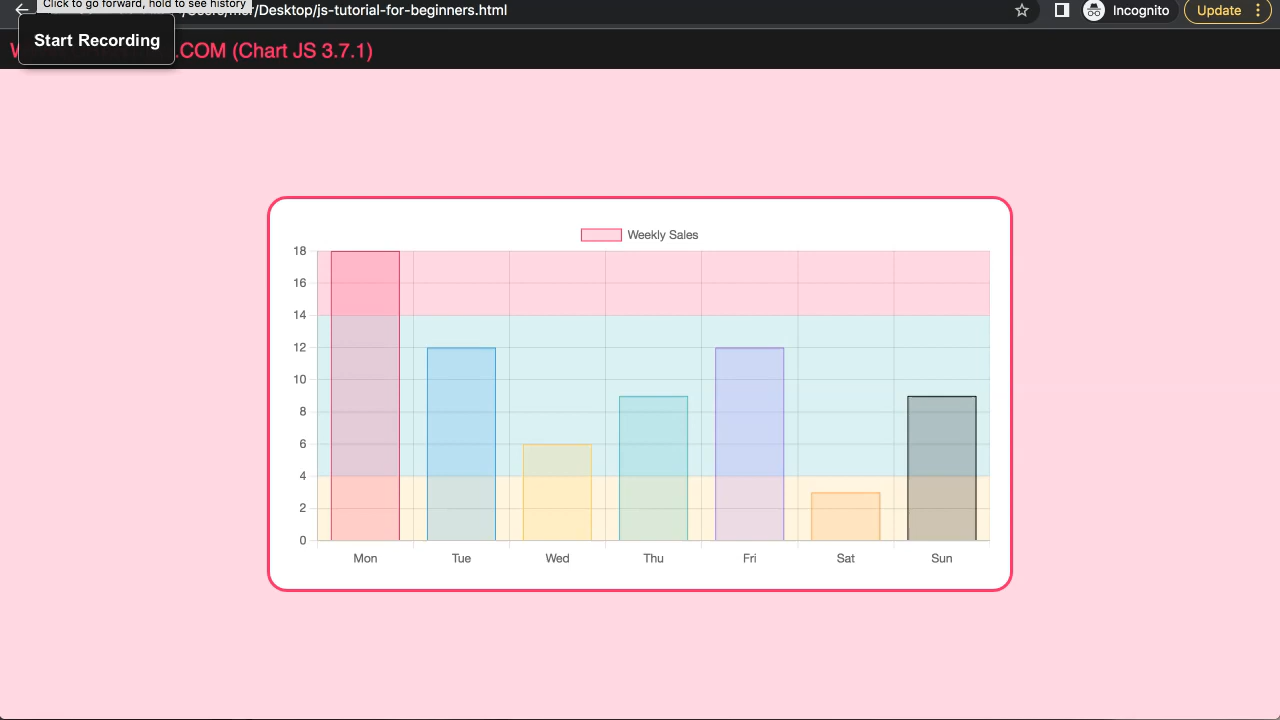 Click to go forward, hold to see history
/Desktop/js-tutorial-for-beginners.html
Incognito
Update
Start Recording
.COM (Chart JS 3.7.1)
Weekly Sales
18
16
14
12
10
8
6
4
2
0
Mon Tue Wed Thu Fri Sat Sun